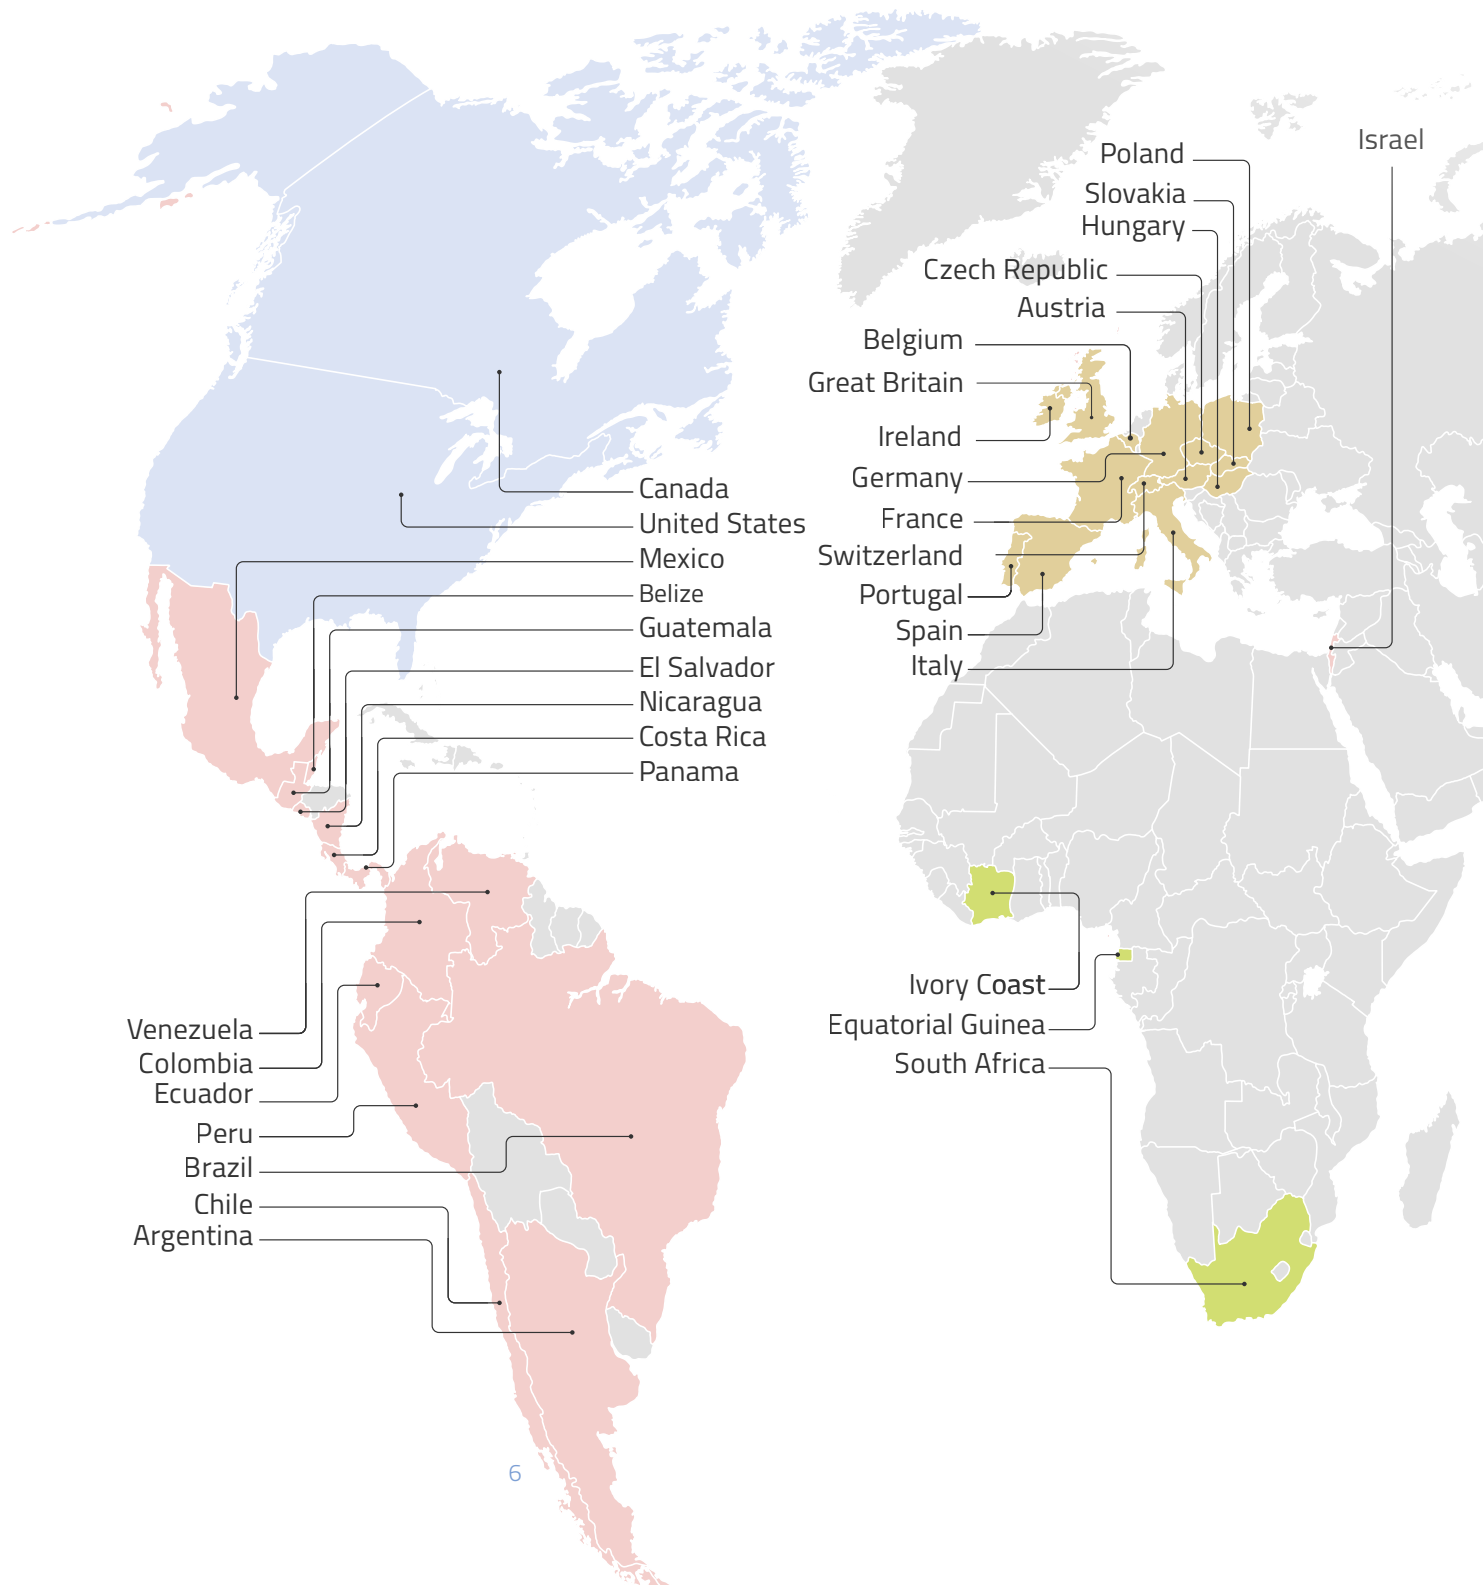 Israel
Poland
Slovakia
Hungary
Czech Republic
Austria
Belgium
Great Britain
Ireland
Germany
France
Switzerland
Portugal
Spain
Italy
Canada
United States
Mexico
Belize
Guatemala
El Salvador
Nicaragua
Costa Rica
Panama
Venezuela
Colombia
Ecuador
Peru
Brazil
Chile
Argentina
Ivory Coast
Equatorial Guinea
South Africa
6